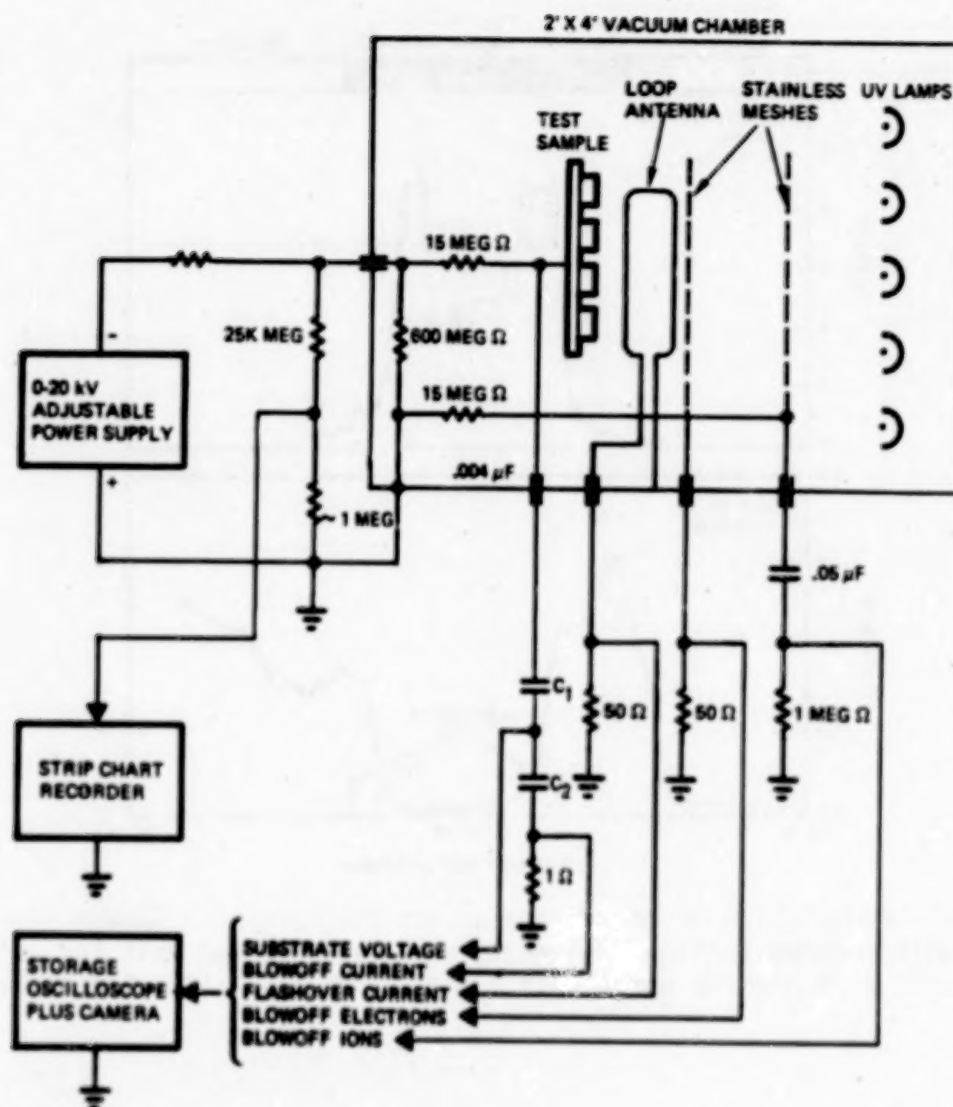 2' X 4' VACUUM CHAMBER
LOOP
ANTENNA
STAINLESS
MESHES
UV LAMPS
TEST
SAMPLE
15 MEG Ω
25K MEG
600 MEG Ω
-
0-20 kV
ADJUSTABLE
POWER SUPPLY
+
15 MEG Ω
.004 µF
~ 1 MEG
.05 µF
C1
50 Ω
50 Ω
1 MEG Ω
STRIP CHART
RECORDER
C2
1 Ω
STORAGE
OSCILLOSCOPE
PLUS CAMERA
SUBSTRATE VOLTAGE
BLOWOFF CURRENT
FLASHOVER CURRENT
BLOWOFF ELECTRONS
BLOWOFF IONS